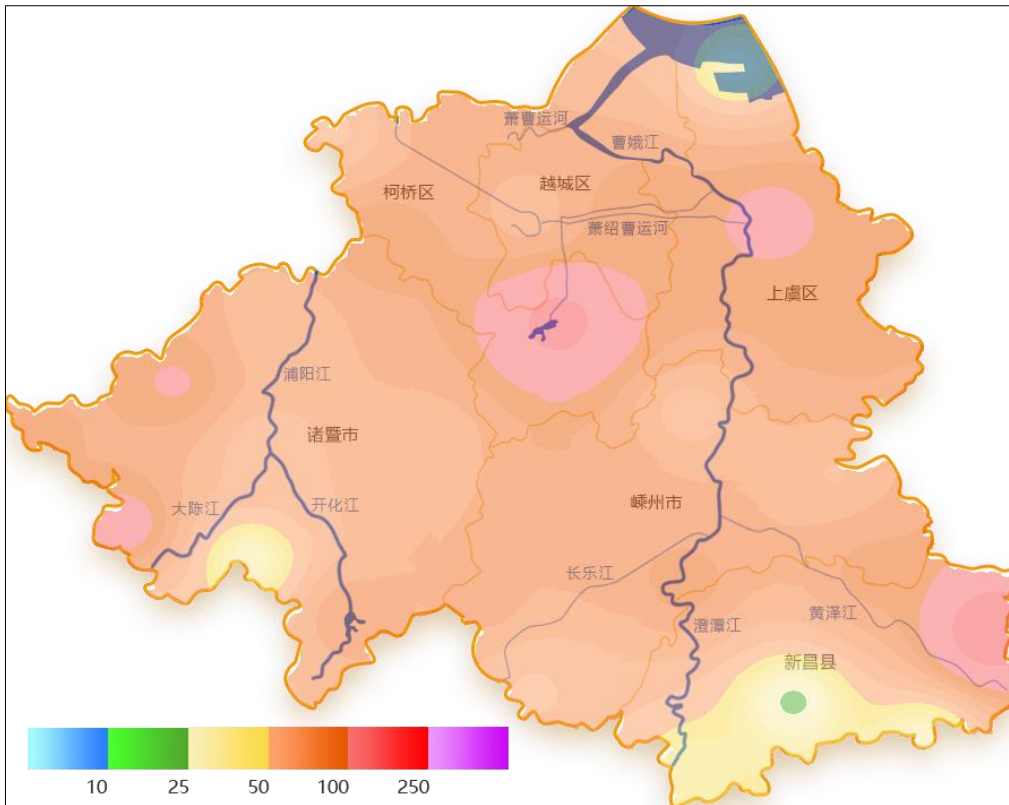 萧曹运河
曹娥江
柯桥区
越城区
萧绍曹运河
上虞区
浦阳江
诸暨市
大陈江
开化江
嵊州市
长乐江
黄泽江
澄潭江
新昌县
10 25 50 100 250